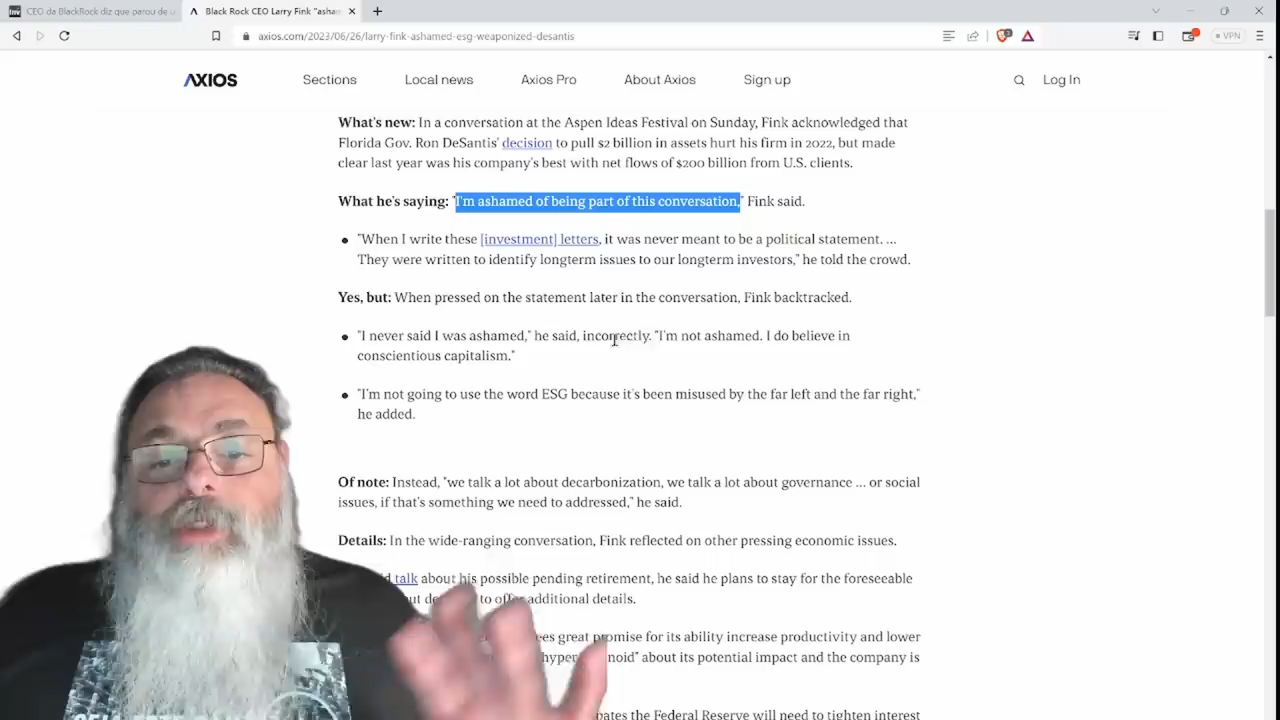 CEO da BlackRock diz que parou de u
Black Rock CEO Larry Fink "asha
axios.com/2023/06/26/larry-fink-ashamed-esg-weaponized-desantis
VPN
AXIOS
Sections
Local news
Axios Pro
About Axios
Sign up
Log In
What's new: In a conversation at the Aspen Ideas Festival on Sunday, Fink acknowledged that
Florida Gov. Ron DeSantis' decision to pull $2 billion in assets hurt his firm in 2022, but made
clear last year was his company's best with net flows of $200 billion from U.S. clients.
What he's saying: "I'm ashamed of being part of this conversation," Fink said.
"When I write these [investment] letters, it was never meant to be a political statement. ...
They were written to identify longterm issues to our longterm investors," he told the crowd.
Yes, but: When pressed on the statement later in the conversation, Fink backtracked.
"I never said I was ashamed," he said, incorrectly. "I'm not ashamed. I do believe in
conscientious capitalism."
"I'm not going to use the word ESG because it's been misused by the far left and the far right,"
he added.
Of note: Instead, "we talk a lot about decarbonization, we talk a lot about governance ... or social
issues, if that's something we need to addressed," he said.
Details: In the wide-ranging conversation, Fink reflected on other pressing economic issues.
talk about his possible pending retirement, he said he plans to stay for the foreseeable
to offer additional details.
great promise for its ability increase productivity and lower
about its potential impact and the company is
the Federal Reserve will need to tighten interest